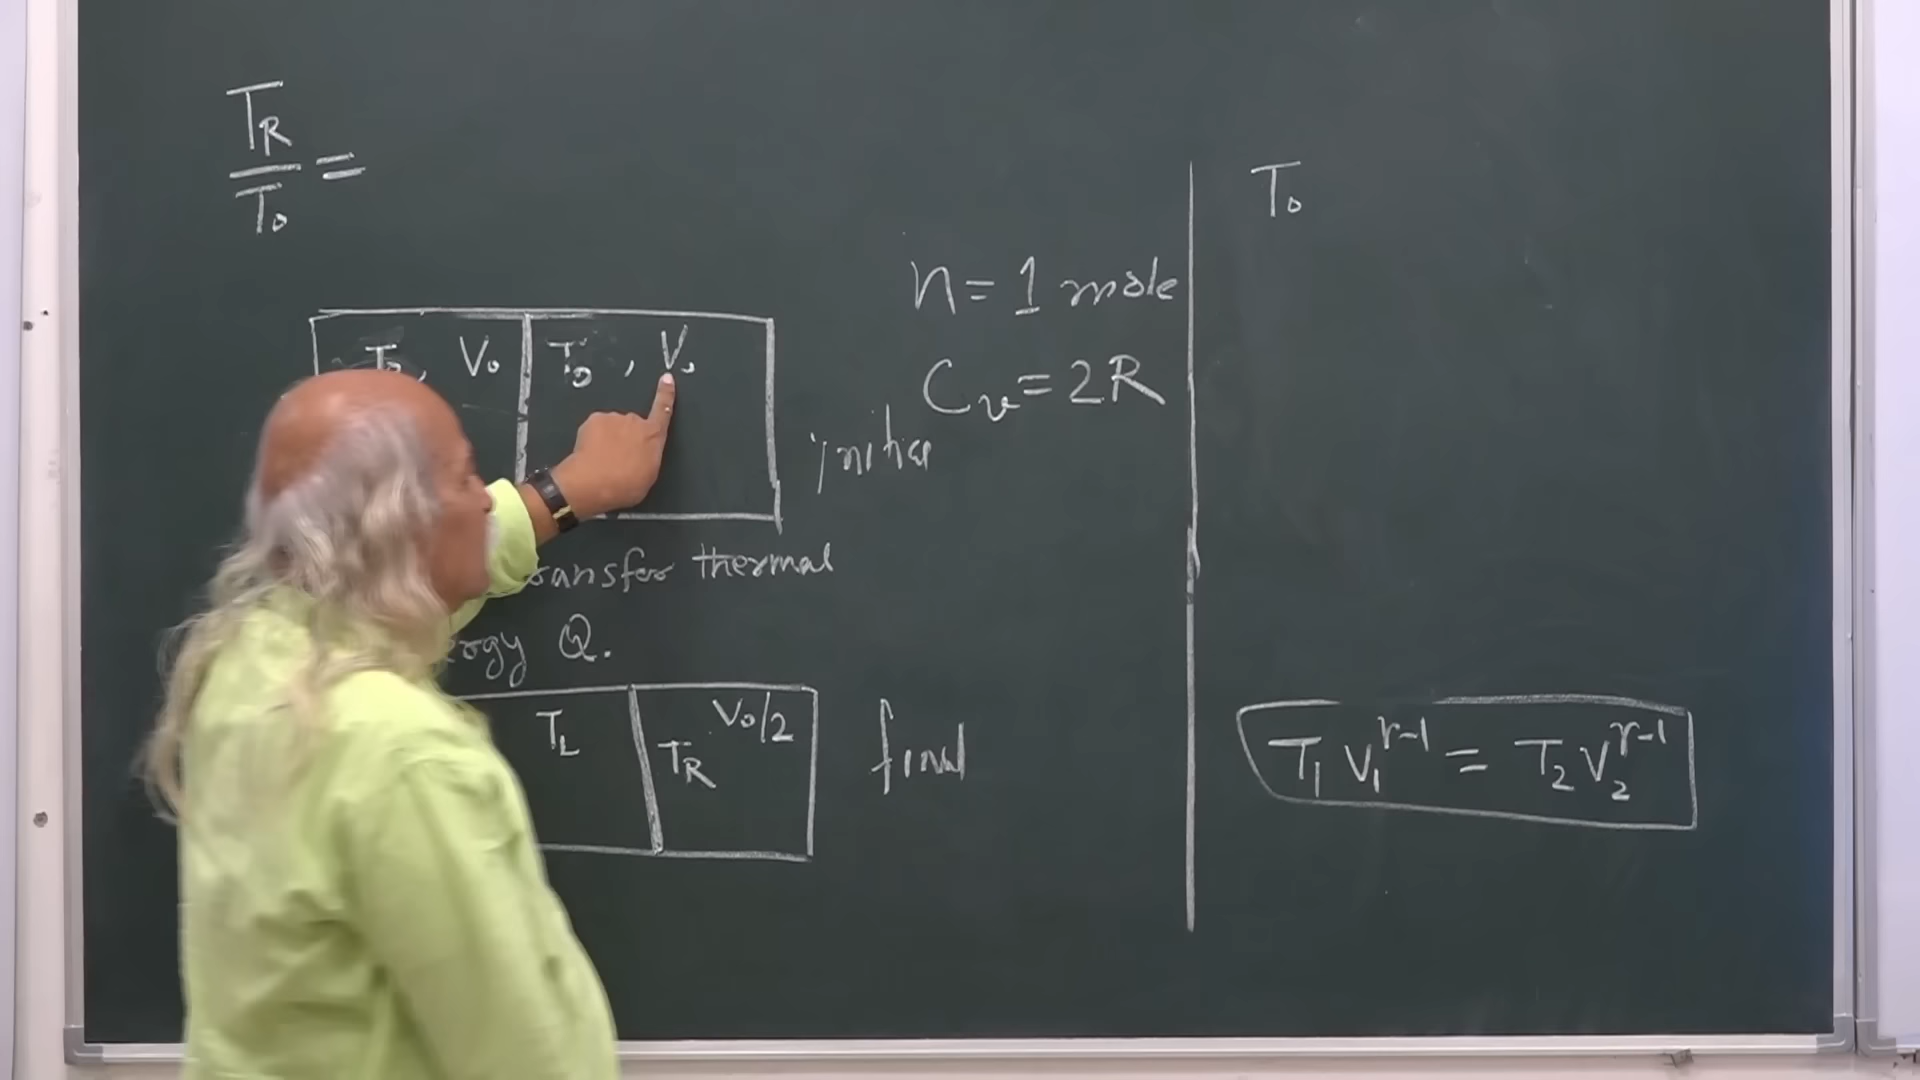 T_R / T_0 =
T_0
n = 1 mole
T_0, V_0 T_0, V_0
C_v = 2R
initial
transfer thermal
Q.
T_L T_R V_0/2 final
T_1 V_1^{γ-1} = T_2 V_2^{γ-1}